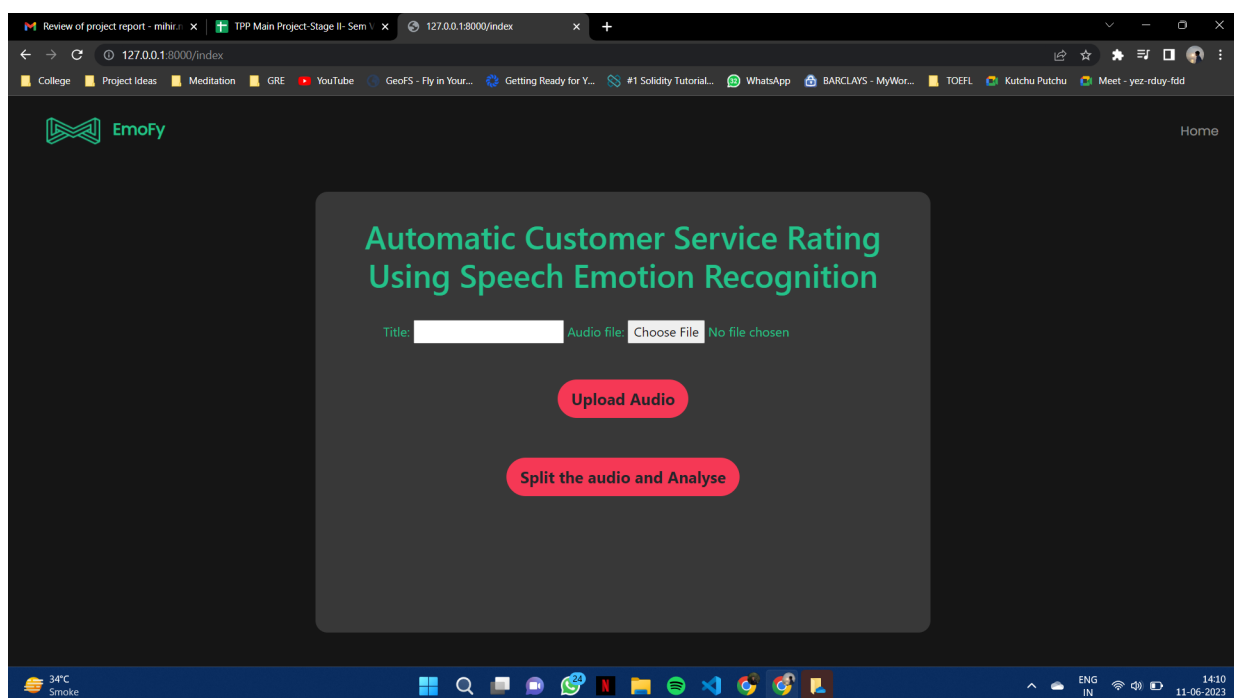 Review of project report - mihir.n
TPP Main Project-Stage II- Sem V
127.0.0.1:8000/index
127.0.0.1:8000/index
College Project Ideas Meditation GRE YouTube GeoFS - Fly in Your... Getting Ready for Y... #1 Solidity Tutorial... WhatsApp BARCLAYS - MyWor... TOEFL Kutchu Putchu Meet - yez-rduy-fdd
EmoFy
Home
Automatic Customer Service Rating
Using Speech Emotion Recognition
Title: Audio file: Choose File No file chosen
Upload Audio
Split the audio and Analyse
34°C
Smoke
24
ENG
IN
14:10
11-06-2023